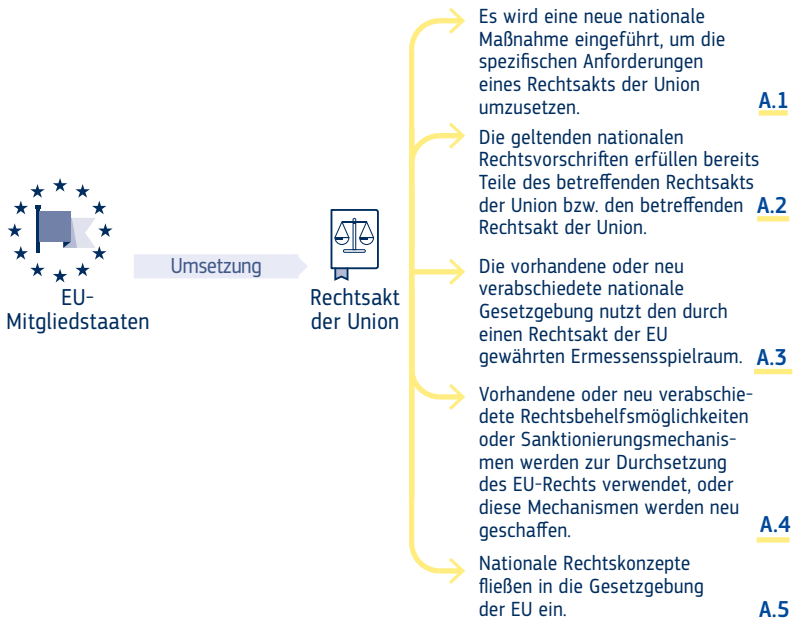 EU-
Mitgliedstaaten
Umsetzung
Rechtsakt
der Union
Es wird eine neue nationale
Maßnahme eingeführt, um die
spezifischen Anforderungen
eines Rechtsakts der Union
umzusetzen.
A.1
Die geltenden nationalen
Rechtsvorschriften erfüllen bereits
Teile des betreffenden Rechtsakts
der Union bzw. den betreffenden
Rechtsakt der Union.
A.2
Die vorhandene oder neu
verabschiedete nationale
Gesetzgebung nutzt den durch
einen Rechtsakt der EU
gewährten Ermessensspielraum.
A.3
Vorhandene oder neu verabschie-
dete Rechtsbehelfsmöglichkeiten
oder Sanktionierungsmechanis-
men werden zur Durchsetzung
des EU-Rechts verwendet, oder
diese Mechanismen werden neu
geschaffen.
A.4
Nationale Rechtskonzepte
fließen in die Gesetzgebung
der EU ein.
A.5